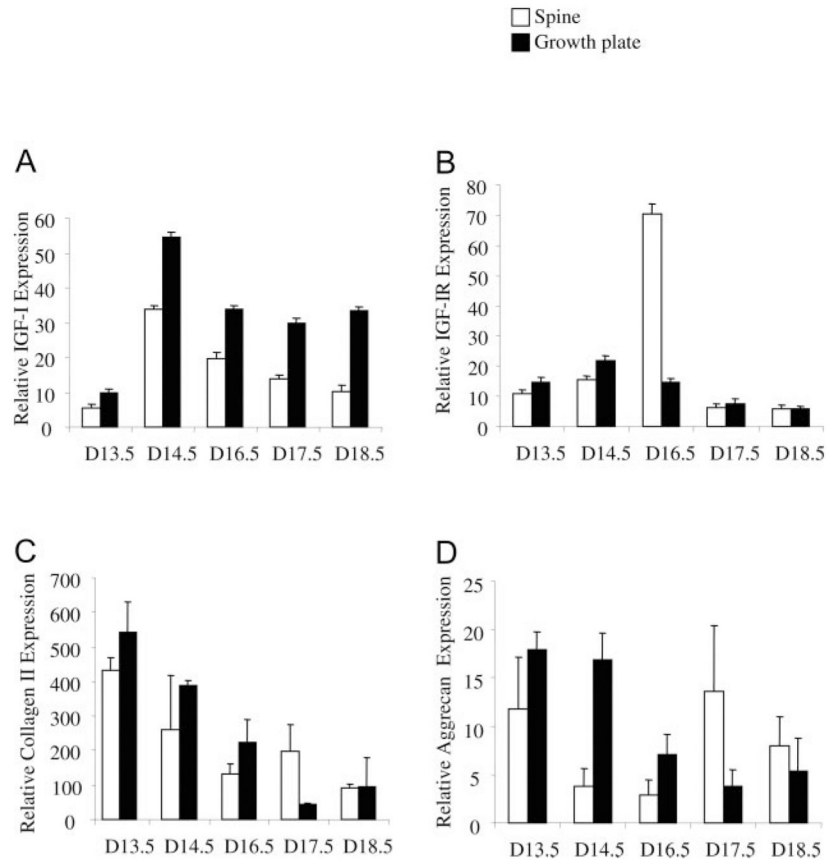 Spine
Growth plate
A
Relative IGF-I Expression
60
50
40
30
20
10
0
D13.5 D14.5 D16.5 D17.5 D18.5
B
Relative IGF-IR Expression
80
70
60
50
40
30
20
10
0
D13.5 D14.5 D16.5 D17.5 D18.5
C
Relative Collagen II Expression
700
600
500
400
300
200
100
0
D13.5 D14.5 D16.5 D17.5 D18.5
D
Relative Aggrecan Expression
25
20
15
10
5
0
D13.5 D14.5 D16.5 D17.5 D18.5